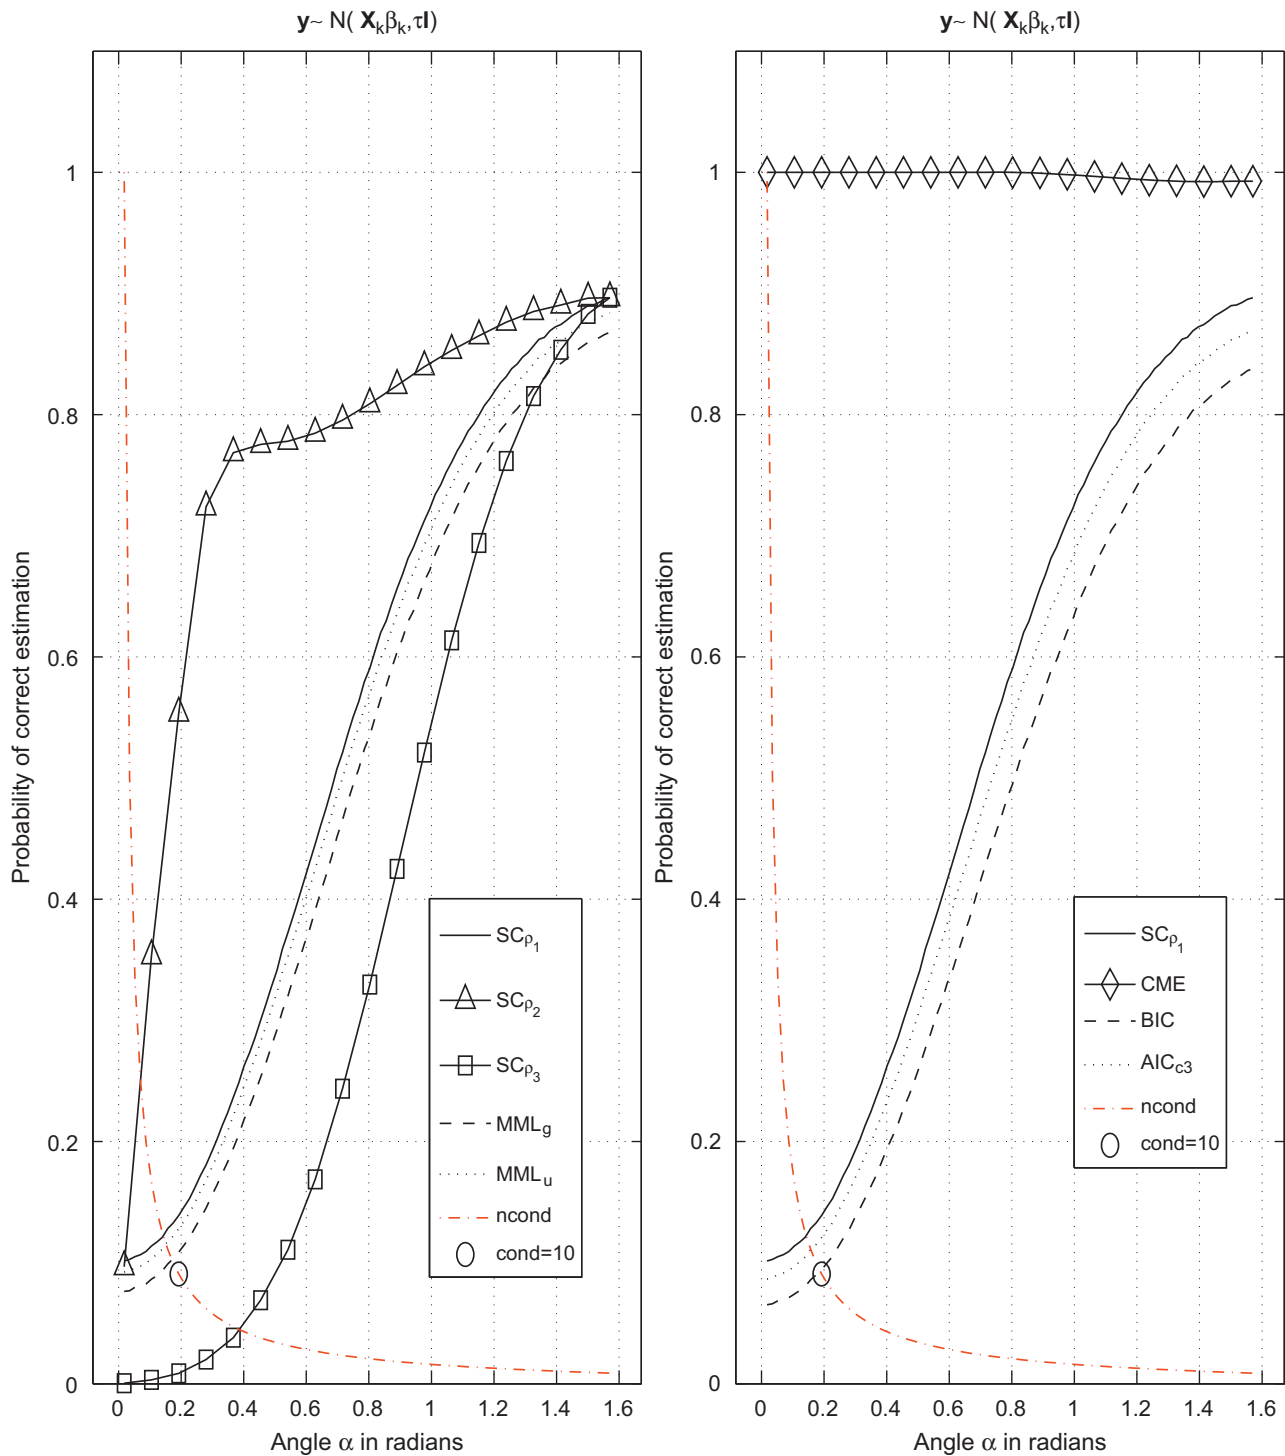 y~ N( Xₖβₖ,τI)
1
0.8
0.6
0.4
0.2
0
0 0.2 0.4 0.6 0.8 1 1.2 1.4 1.6
Probability of correct estimation
Angle α in radians
SCρ₁
SCρ₂
SCρ₃
MML_g
MML_u
ncond
cond=10
y~ N( Xₖβₖ,τI)
1
0.8
0.6
0.4
0.2
0
0 0.2 0.4 0.6 0.8 1 1.2 1.4 1.6
Probability of correct estimation
Angle α in radians
SCρ₁
CME
BIC
AIC_c3
ncond
cond=10